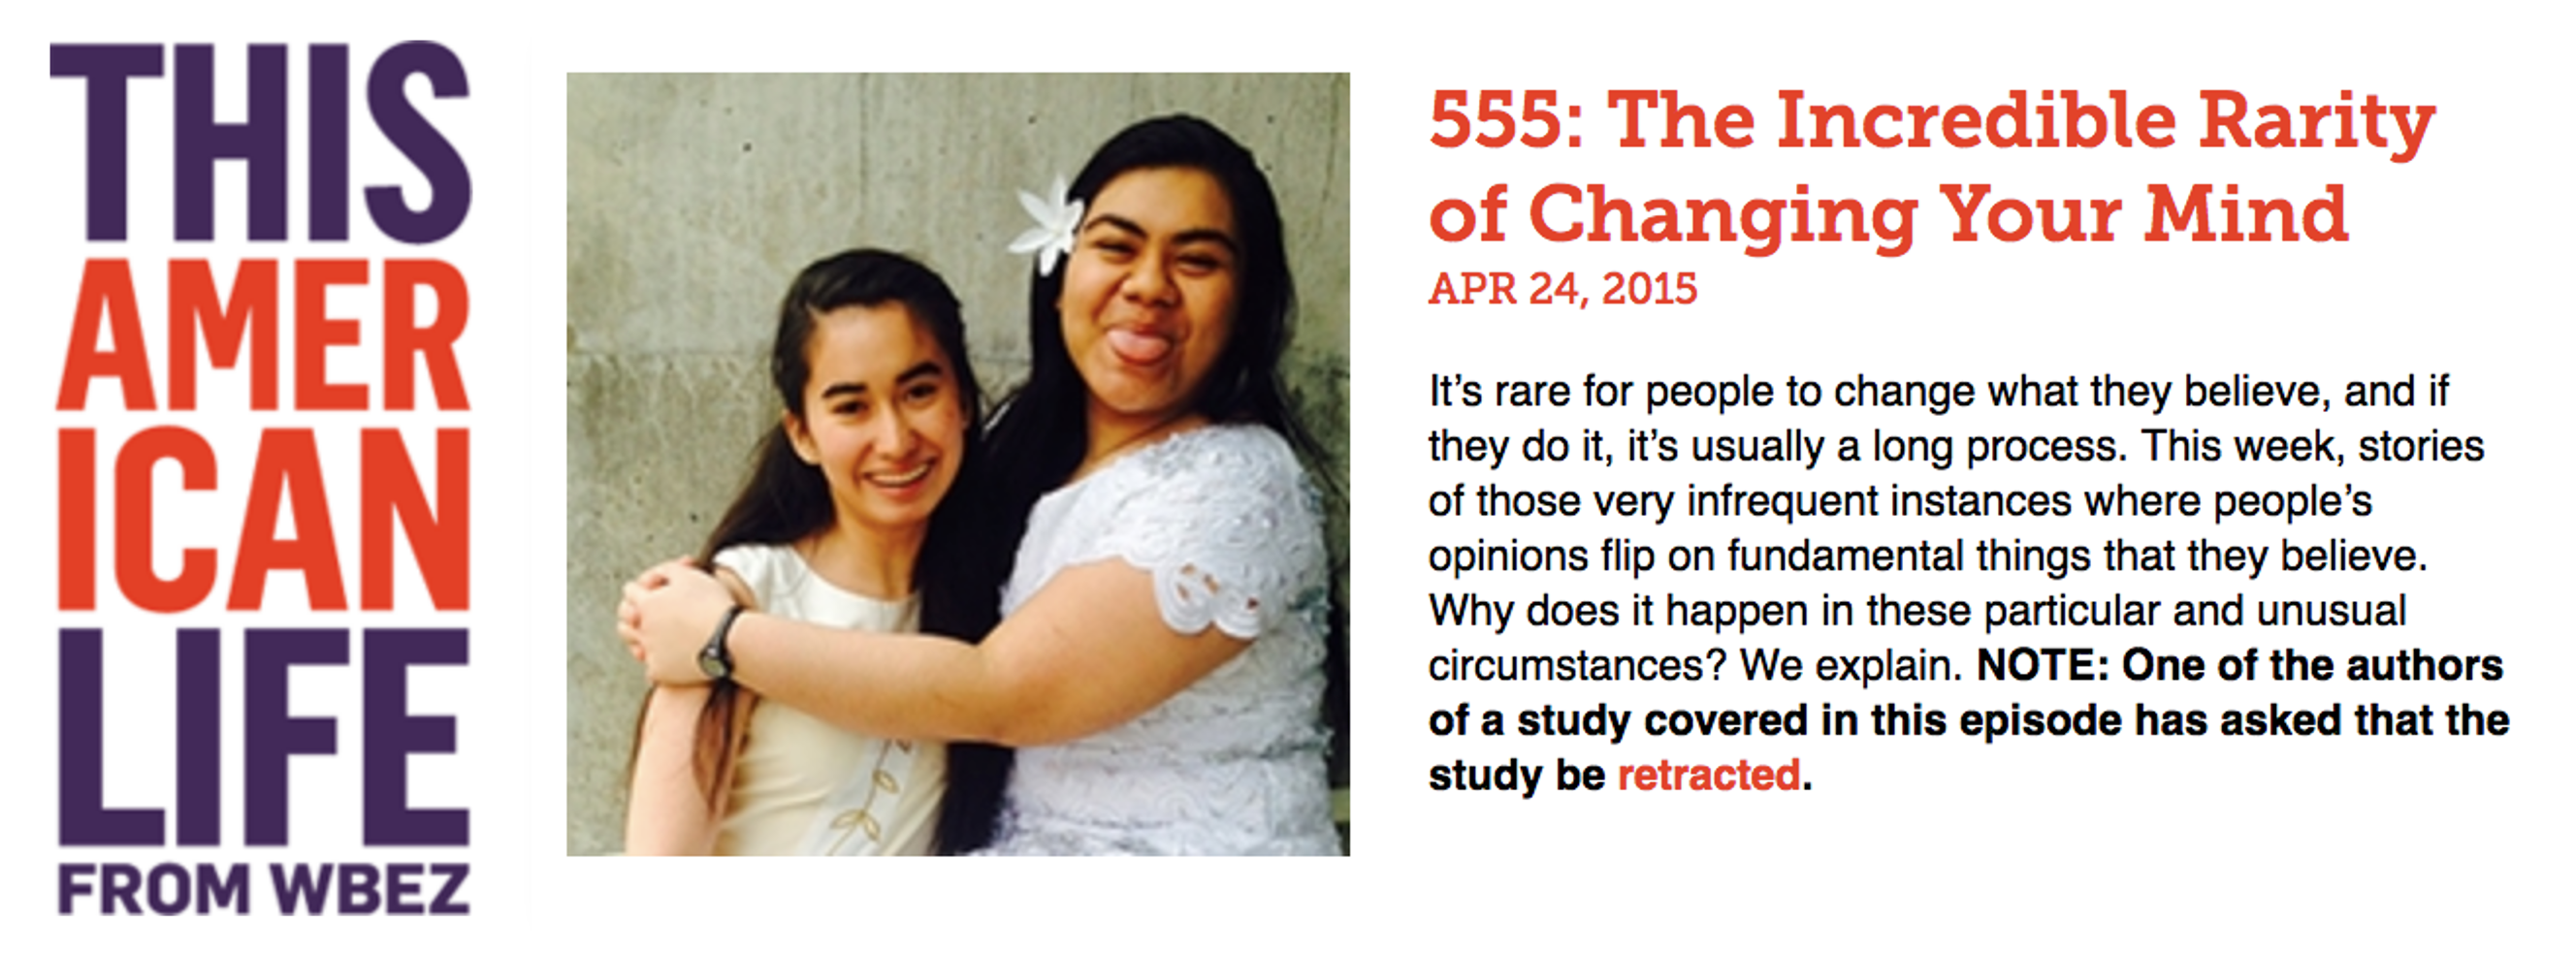 THIS
AMER
ICAN
LIFE
FROM WBEZ
555: The Incredible Rarity
of Changing Your Mind
APR 24, 2015
It’s rare for people to change what they believe, and if
they do it, it’s usually a long process. This week, stories
of those very infrequent instances where people’s
opinions flip on fundamental things that they believe.
Why does it happen in these particular and unusual
circumstances? We explain. NOTE: One of the authors
of a study covered in this episode has asked that the
study be retracted.